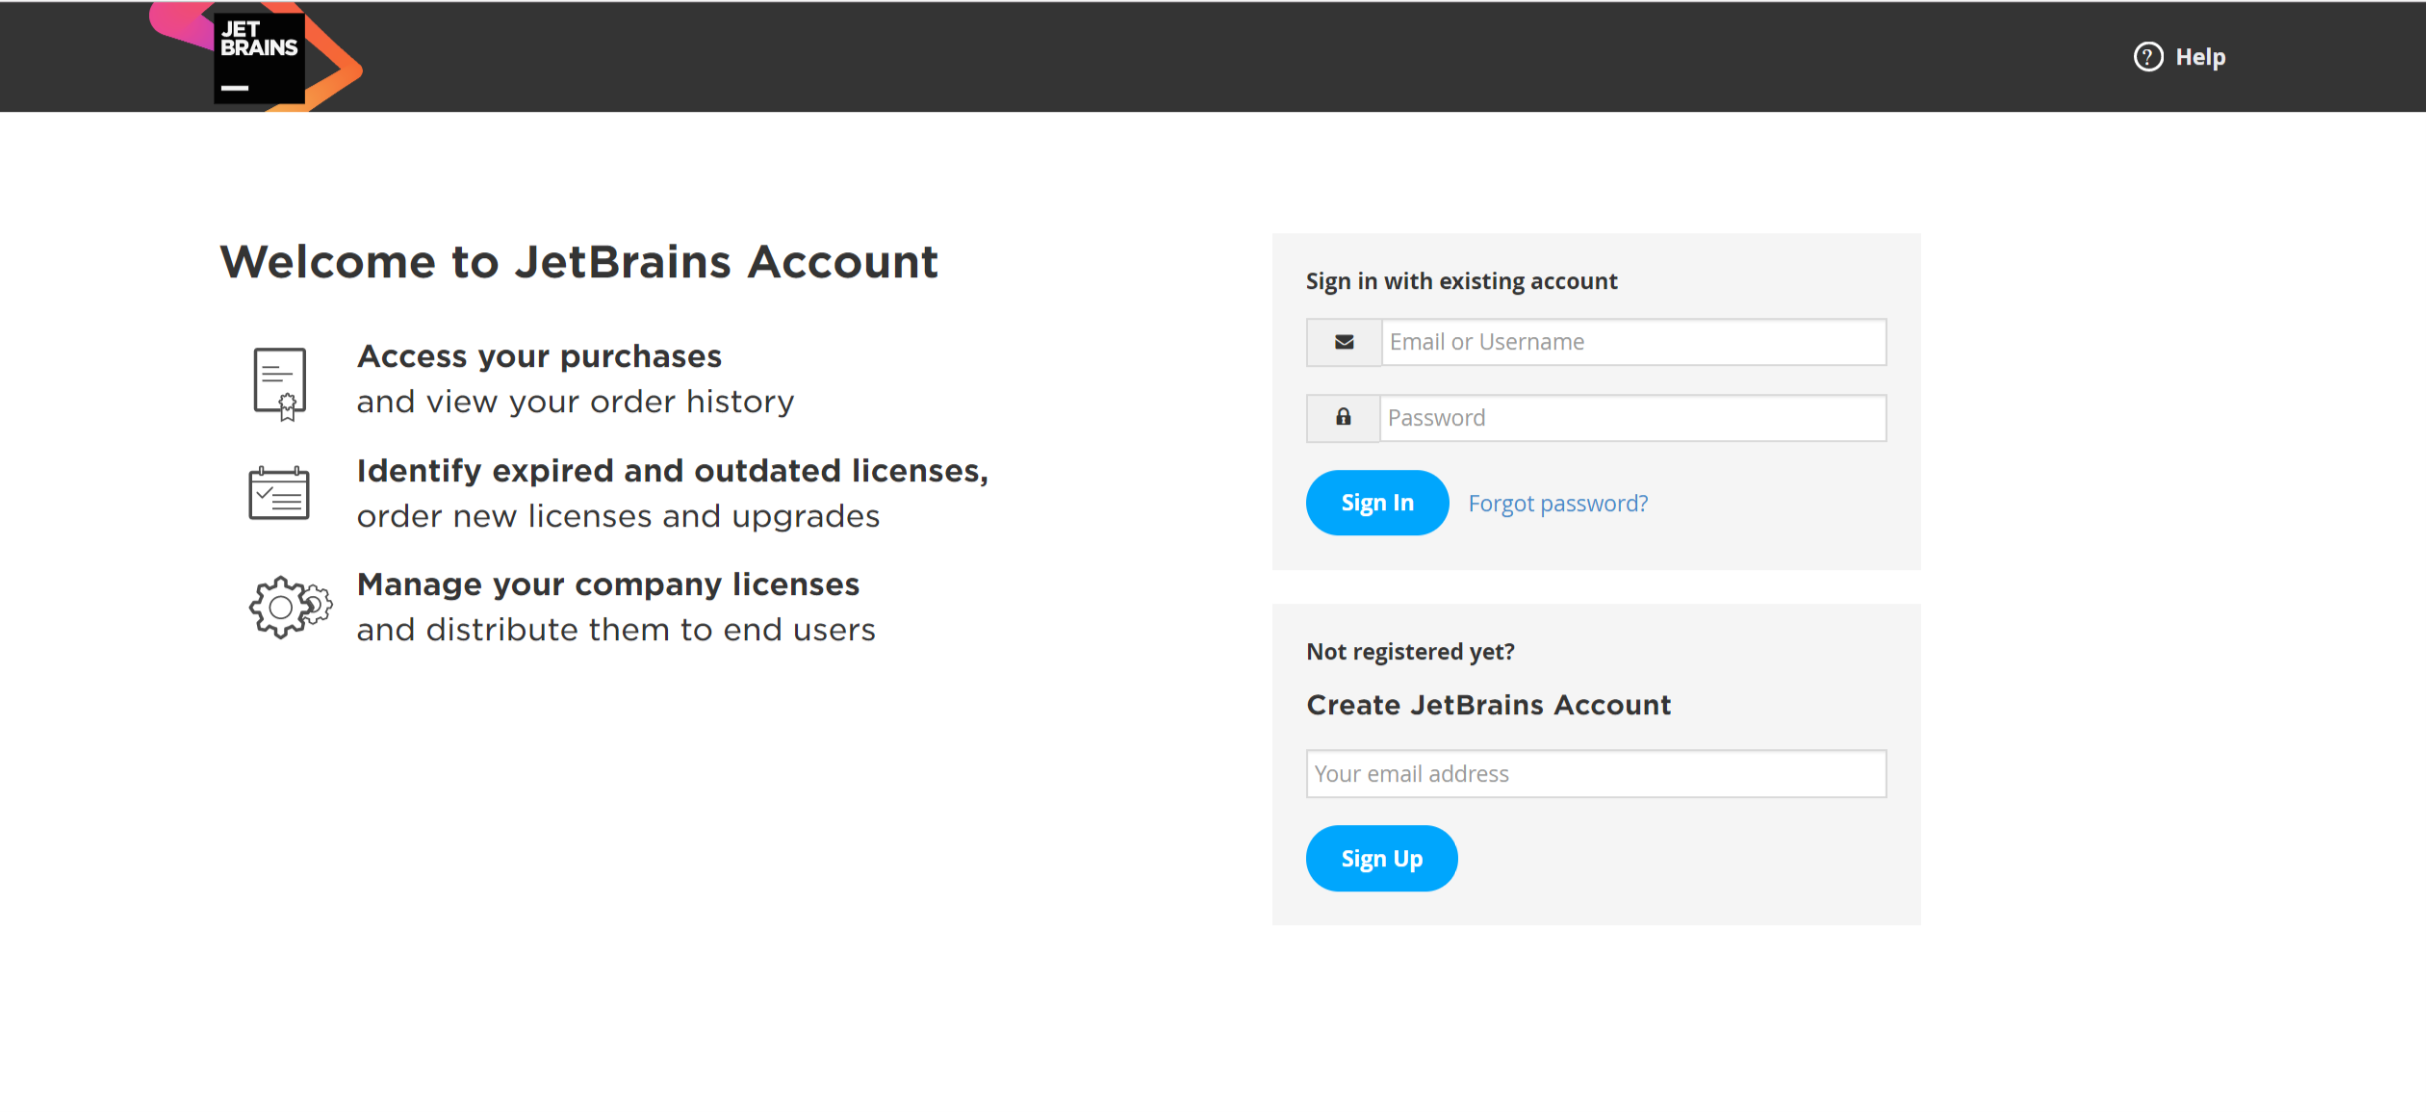 JET
BRAINS
Help
Welcome to JetBrains Account
Access your purchases
and view your order history
Identify expired and outdated licenses,
order new licenses and upgrades
Manage your company licenses
and distribute them to end users
Sign in with existing account
Email or Username
Password
Sign In
Forgot password?
Not registered yet?
Create JetBrains Account
Your email address
Sign Up